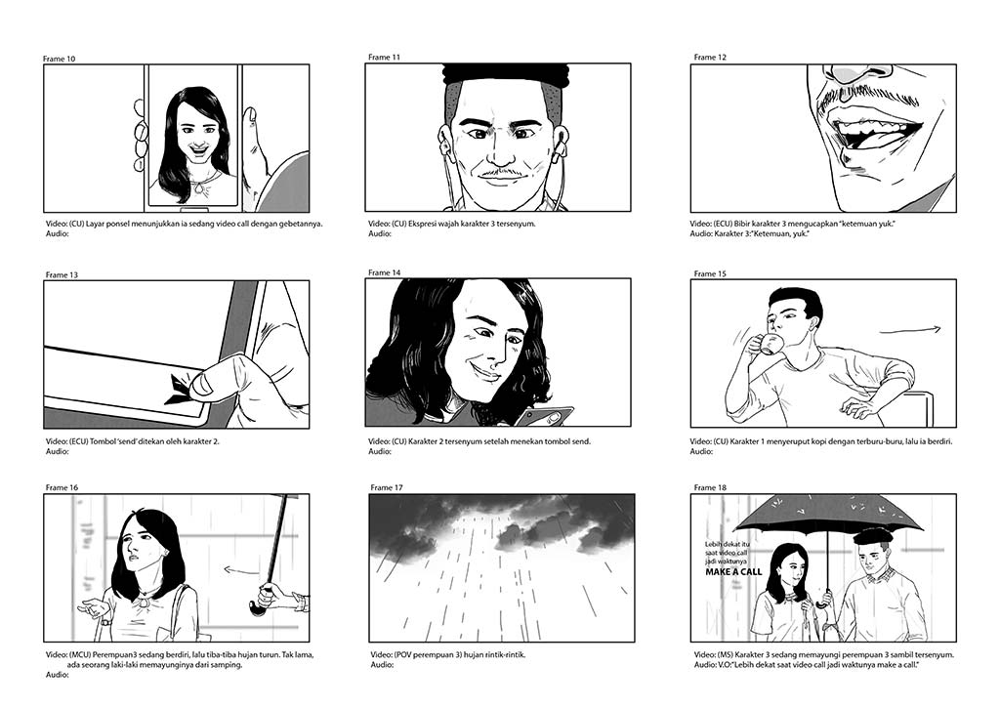 Frame 10
Frame 11
Frame 12
Video: (CU) Layar ponsel menunjukkan ia sedang video call dengan gebetannya.
Audio:
Video: (CU) Ekspresi wajah karakter 3 tersenyum.
Audio:
Video: (ECU) Bibir karakter 3 mengucapkan “ketemuan yuk.”
Audio: Karakter 3:“Ketemuan, yuk.”
Frame 13
Frame 14
Frame 15
Video: (ECU) Tombol ‘send’ ditekan oleh karakter 2.
Audio:
Video: (CU) Karakter 2 tersenyum setelah menekan tombol send.
Audio:
Video: (CU) Karakter 1 menyeruput kopi dengan terburu-buru, lalu ia berdiri.
Audio:
Frame 16
Frame 17
Frame 18
Lebih dekat itu
saat video call
jadi waktunya
MAKE A CALL
Video: (MCU) Perempuan3 sedang berdiri, lalu tiba-tiba hujan turun. Tak lama,
ada seorang laki-laki memayunginya dari samping.
Audio:
Video: (POV perempuan 3) hujan rintik-rintik.
Audio:
Video: (MS) Karakter 3 sedang memayungi perempuan 3 sambil tersenyum.
Audio: V.O:“Lebih dekat saat video call jadi waktunya make a call.”